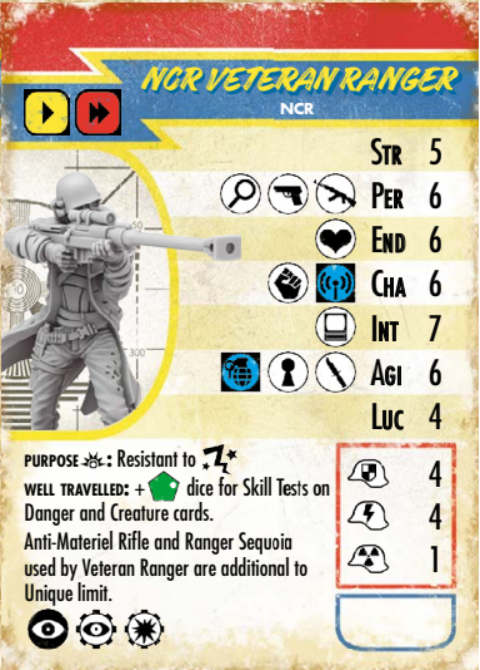 NCR VETERAN RANGER
NCR
STR 5
PER 6
END 6
CHA 6
INT 7
AGI 6
LUC 4
PURPOSE : Resistant to
WELL TRAVELLED: + dice for Skill Tests on
Danger and Creature cards.
Anti-Materiel Rifle and Ranger Sequoia
used by Veteran Ranger are additional to
Unique limit.
4
4
1
50
300